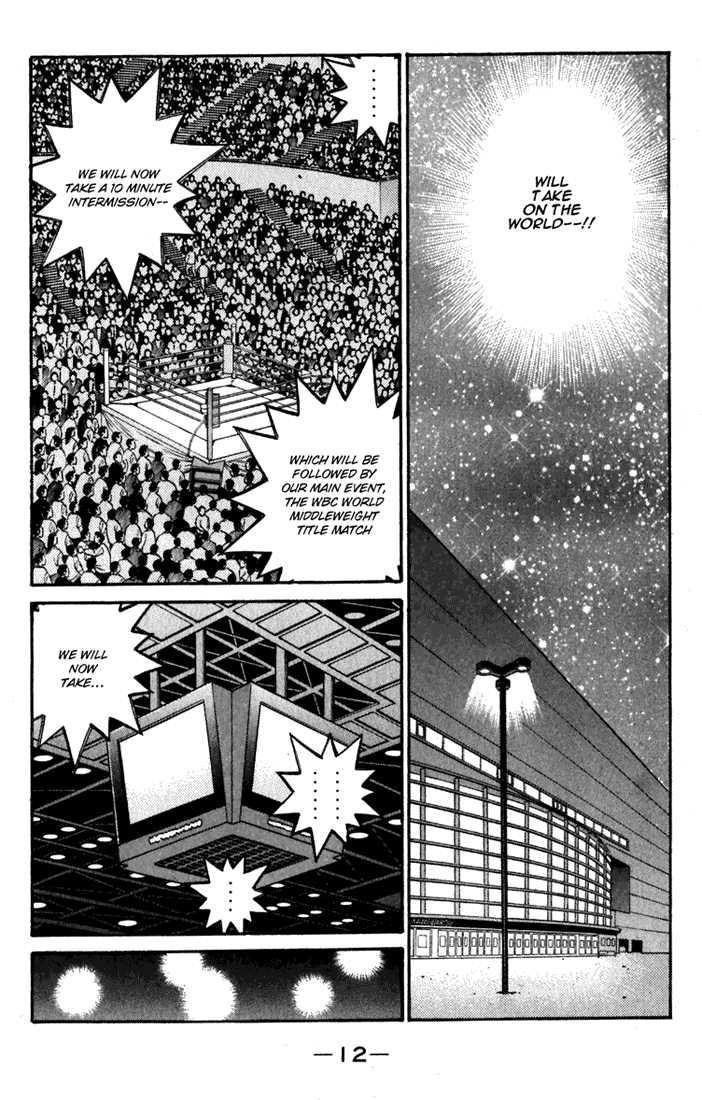 WILL
TAKE
ON THE
WORLD--!!
......
WE WILL NOW
TAKE A 10 MINUTE
INTERMISSION--
WHICH WILL BE
FOLLOWED BY
OUR MAIN EVENT,
THE WBC WORLD
MIDDLEWEIGHT
TITLE MATCH
WE WILL
NOW
TAKE...
—12—